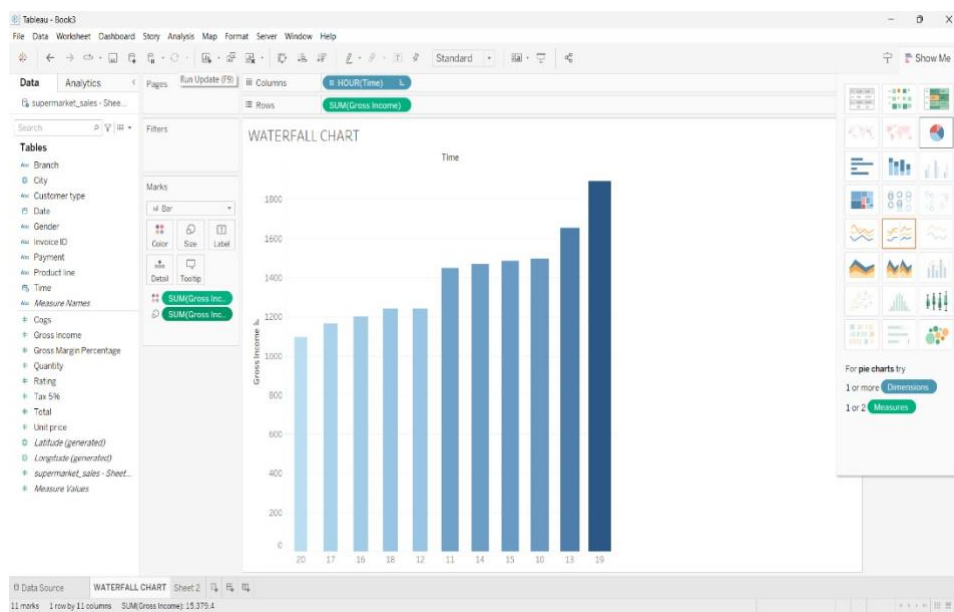 Tableau - Book3
File Data Worksheet Dashboard Story Analysis Map Format Server Window Help
Standard
Show Me
Data Analytics
Pages
Run Update (F9)
Columns
HOUR(Time)
supermarket_sales - Shee...
Rows
SUM(Gross Income)
Search
Filters
WATERFALL CHART
Tables
Abc Branch
City
Abc Customer type
Date
Abc Gender
Abc Invoice ID
Abc Payment
Abc Product line
Time
Abc Measure Names
Cogs
Gross Income
Gross Margin Percentage
Quantity
Rating
Tax 5%
Total
Unit price
Latitude (generated)
Longitude (generated)
supermarket_sales - Sheet...
Measure Values
Marks
Bar
Color Size Label
Detail Tooltip
SUM(Gross Inc..
SUM(Gross Inc..
Time
1800
1600
1400
1200
1000
800
600
400
200
0
Gross Income
20 17 16 18 12 11 14 15 10 13 19
For pie charts try
1 or more Dimensions
1 or 2 Measures
Data Source WATERFALL CHART Sheet 2
11 marks 1 row by 11 columns SUM(Gross Income): 15,379.4